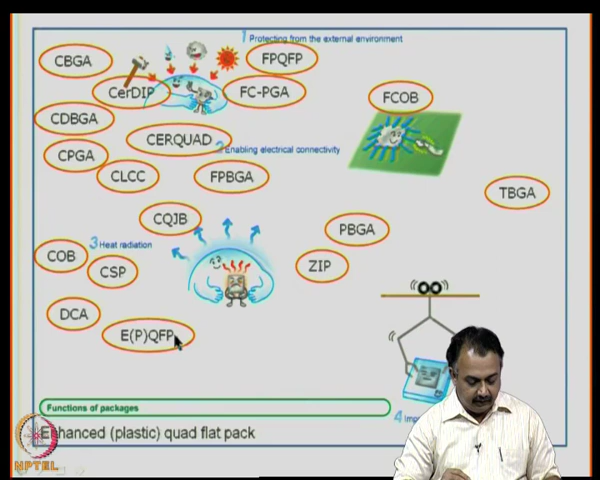 1 Protecting from the external environment
CBGA
FPQFP
CerDIP
FC-PGA
FCOB
CDBGA
CERQUAD
2 Enabling electrical connectivity
CPGA
CLCC
FPBGA
TBGA
CQJB
PBGA
3 Heat radiation
COB
CSP
ZIP
DCA
E(P)QFP
Functions of packages
4
Enhanced (plastic) quad flat pack
NPTEL